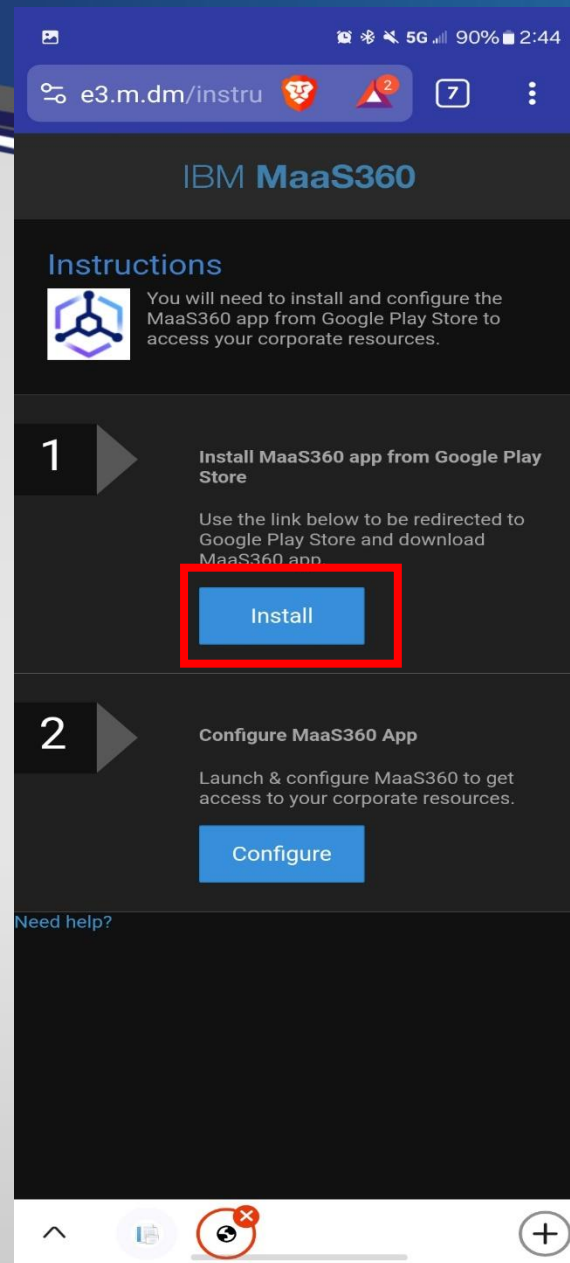 5G 90% 2:44
e3.m.dm/instru 2 7
IBM MaaS360
Instructions
You will need to install and configure the
MaaS360 app from Google Play Store to
access your corporate resources.
1
Install MaaS360 app from Google Play
Store
Use the link below to be redirected to
Google Play Store and download
MaaS360 app.
Install
2
Configure MaaS360 App
Launch & configure MaaS360 to get
access to your corporate resources.
Configure
Need help?